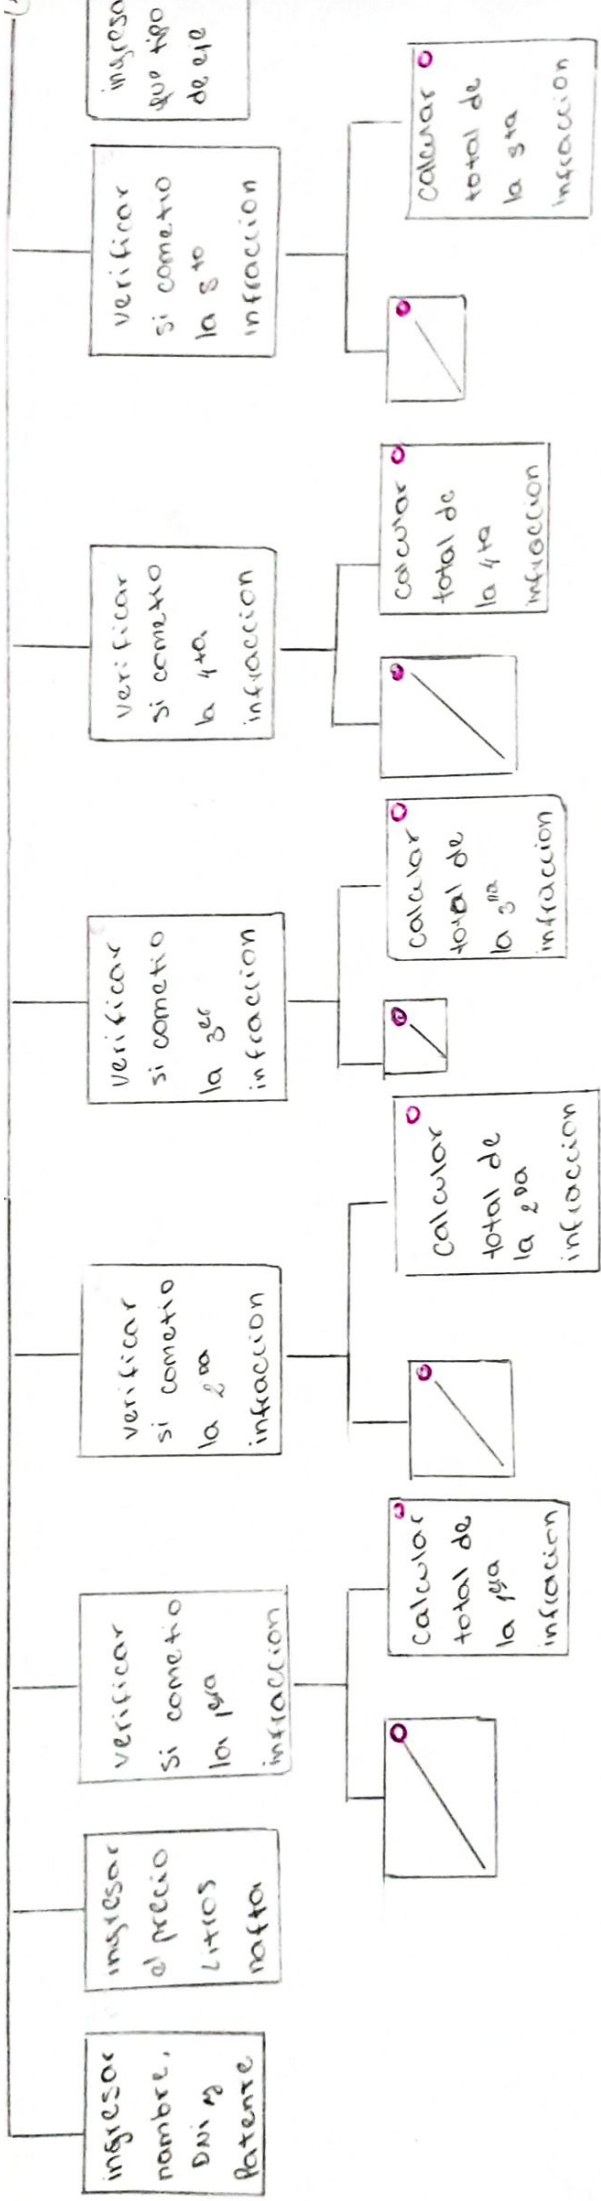 ingresar
nombre,
DNI y
Patente
ingresar
el precio
Litros
nafta
verificar
si cometio
la 1era
infraccion
calcular
total de
la 1era
infracion
verificar
si cometio
la 2da
infraccion
calcular
total de
la 2da
infraccion
verificar
si cometio
la 3er
infraccion
calcular
total de
la 3ra
infraccion
verificar
si cometio
la 4ta
infraccion
calcular
total de
la 4ta
infraccion
verificar
si cometio
la 5to
infraccion
calcular
total de
la 5ta
infraccion
que tipo
de eje